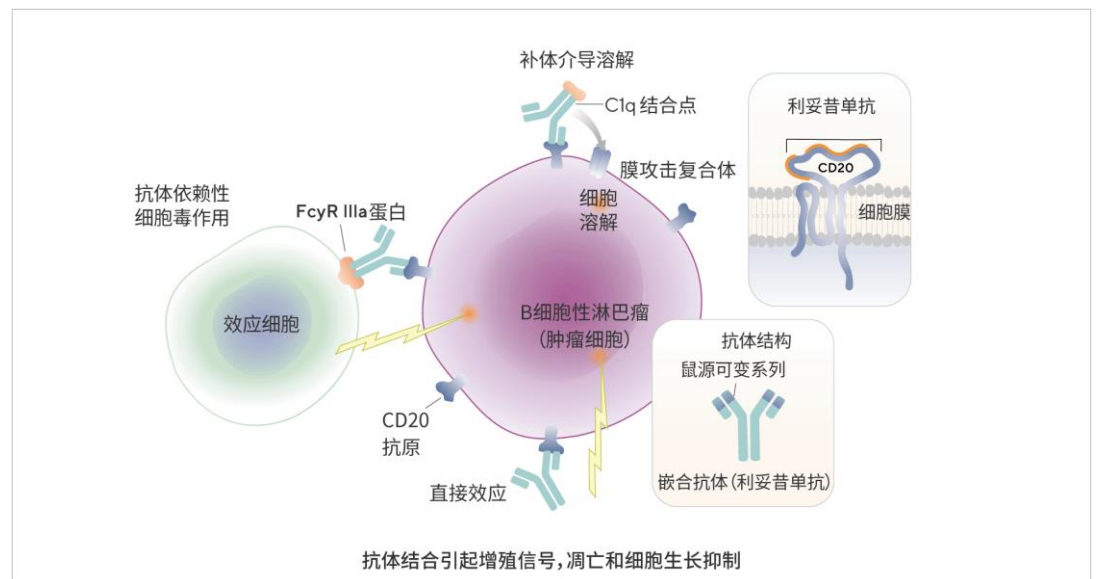 补体介导溶解
C1q 结合点
膜攻击复合体
细胞
溶解
抗体依赖性
细胞毒作用
FcyR IIIa蛋白
效应细胞
B细胞性淋巴瘤
（肿瘤细胞）
CD20
抗原
直接效应
利妥昔单抗
CD20
细胞膜
抗体结构
鼠源可变系列
嵌合抗体（利妥昔单抗）
抗体结合引起增殖信号，凋亡和细胞生长抑制